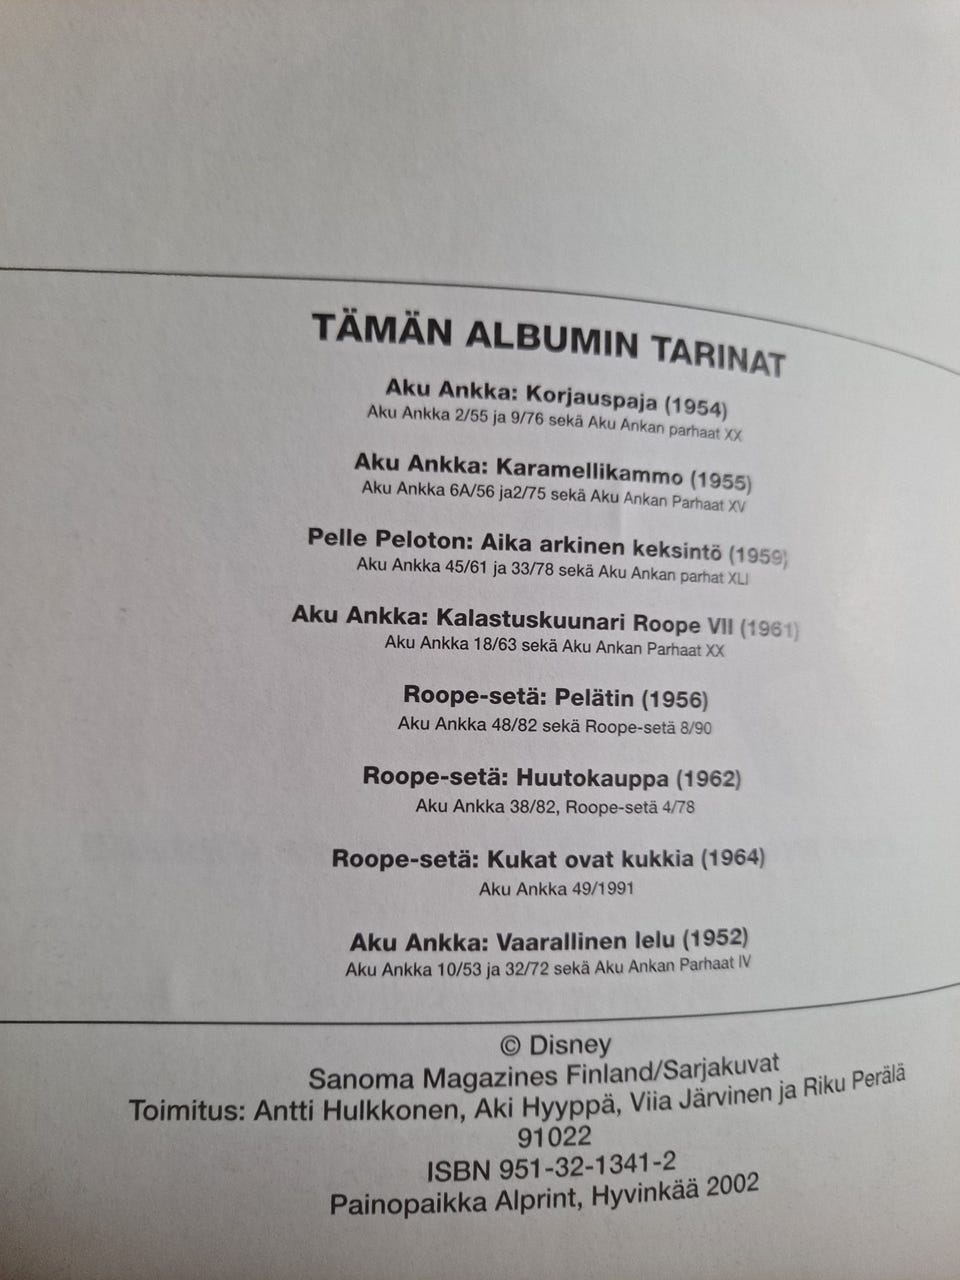 TÄMÄN ALBUMIN TARINAT
Aku Ankka: Korjauspaja (1954)
Aku Ankka 2/55 ja 9/76 sekä Aku Ankan parhaat XX
Aku Ankka: Karamellikammo (1955)
Aku Ankka 6A/56 ja2/75 sekä Aku Ankan Parhaat XV
Pelle Peloton: Aika arkinen keksintö (1959)
Aku Ankka 45/61 ja 33/78 sekä Aku Ankan parhat XLI
Aku Ankka: Kalastuskuunari Roope VII (1961)
Aku Ankka 18/63 sekä Aku Ankan Parhaat XX
Roope-setä: Pelätin (1956)
Aku Ankka 48/82 sekä Roope-setä 8/90
Roope-setä: Huutokauppa (1962)
Aku Ankka 38/82, Roope-setä 4/78
Roope-setä: Kukat ovat kukkia (1964)
Aku Ankka 49/1991
Aku Ankka: Vaarallinen lelu (1952)
Aku Ankka 10/53 ja 32/72 sekä Aku Ankan Parhaat IV
© Disney
Sanoma Magazines Finland/Sarjakuvat
Toimitus: Antti Hulkkonen, Aki Hyyppä, Viia Järvinen ja Riku Perälä
91022
ISBN 951-32-1341-2
Painopaikka Alprint, Hyvinkää 2002